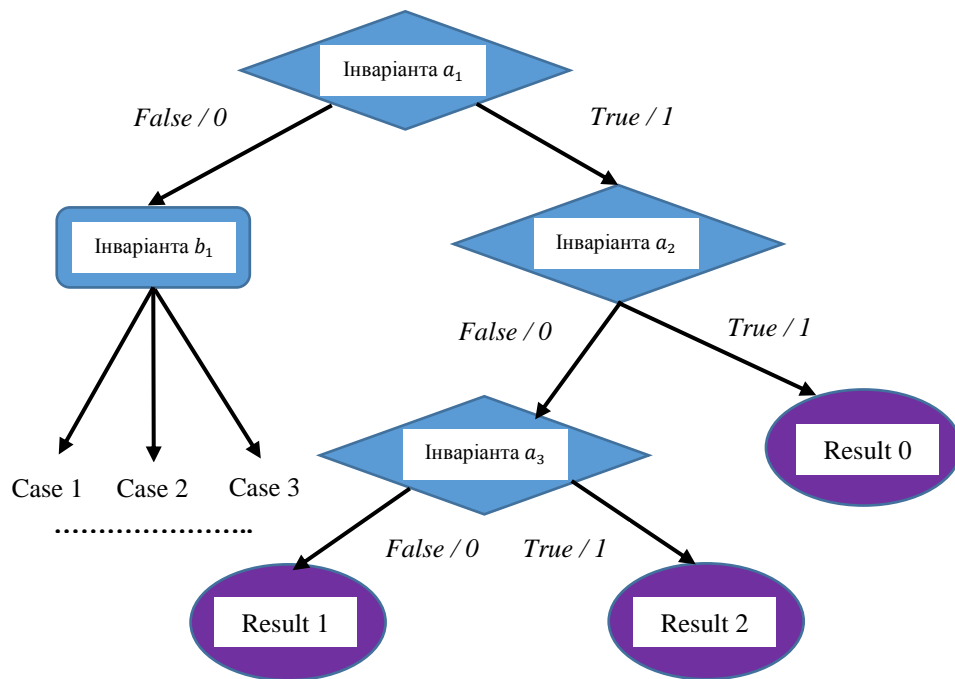 Інваріанта a₁
False / 0
True / 1
Інваріанта b₁
Інваріанта a₂
False / 0
True / 1
Інваріанта a₃
Result 0
Case 1
Case 2
Case 3
........................
False / 0
True / 1
Result 1
Result 2